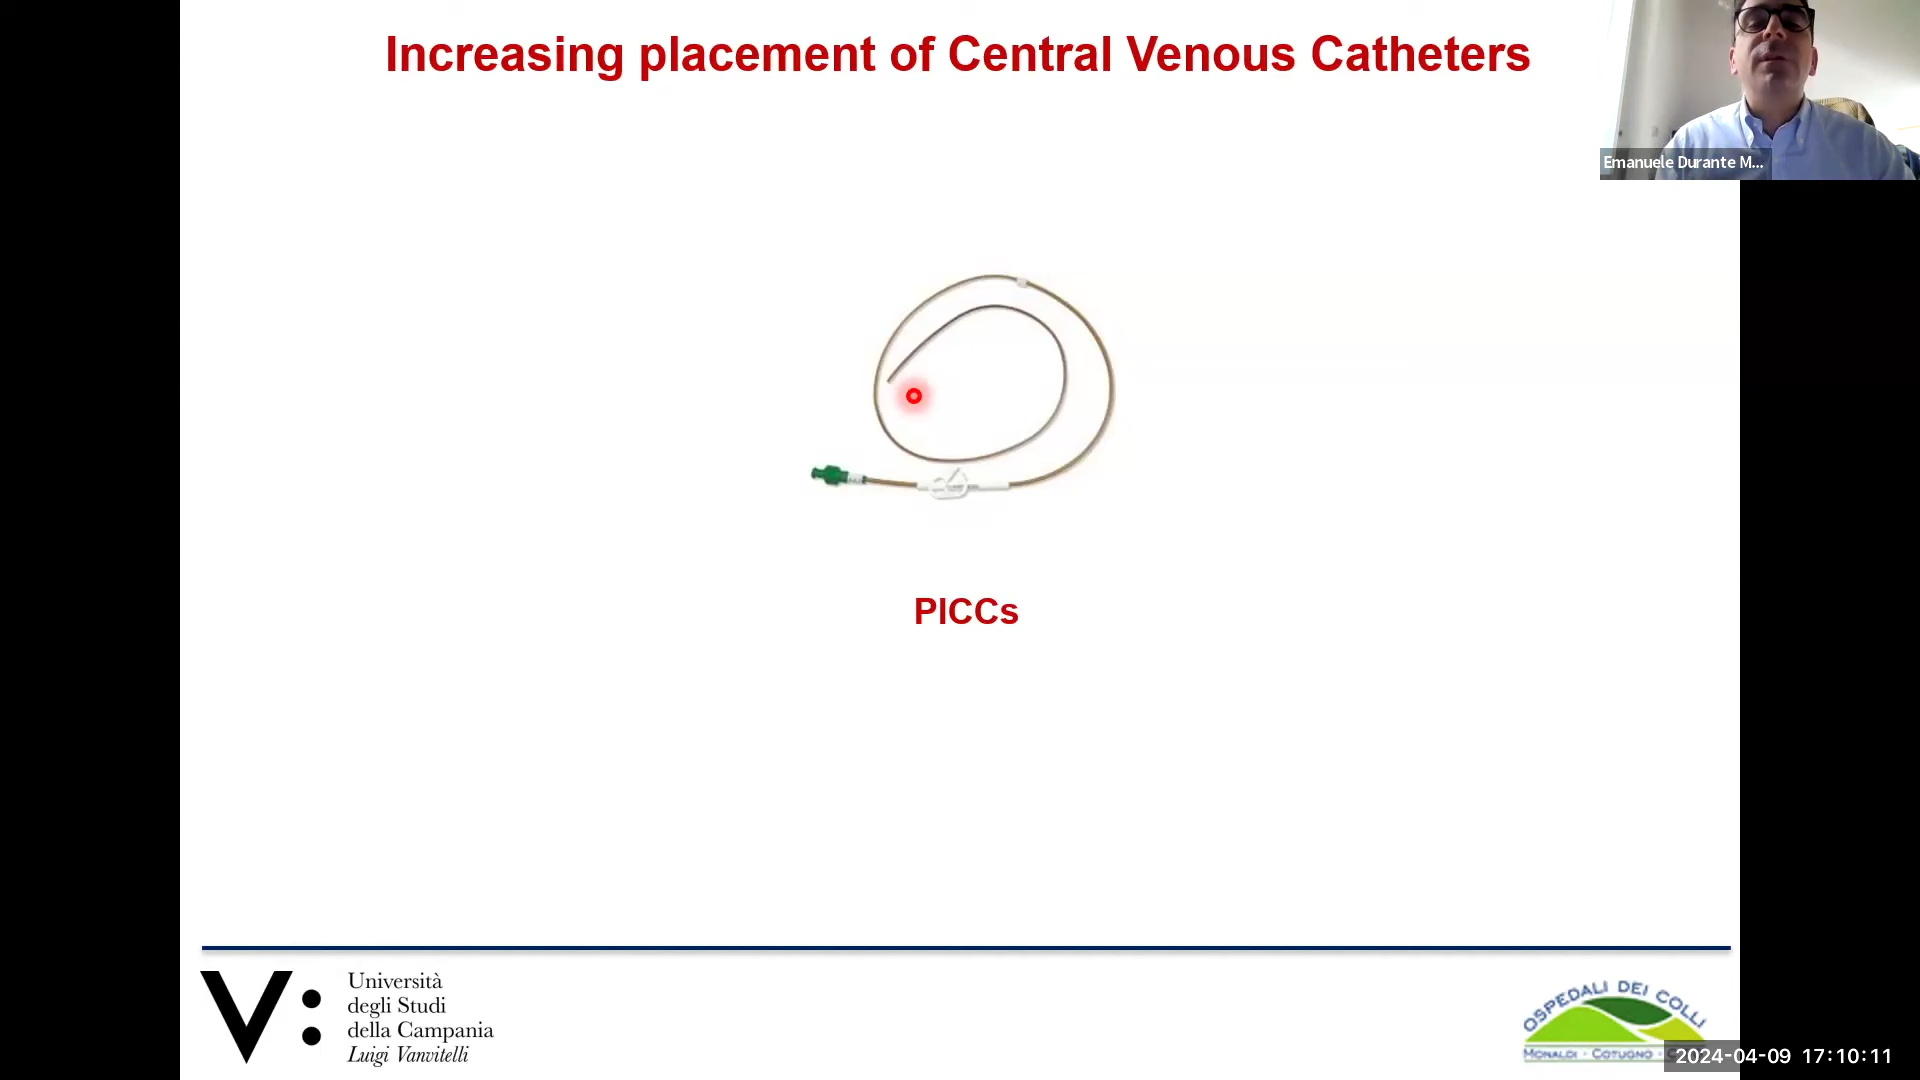 Increasing placement of Central Venous Catheters
Emanuele Durante M...
PICCs
V:
Università
degli Studi
della Campania
Luigi Vanvitelli
OSPEDALI DEI COLLI
MONALDI - COTUGNO - C
2024-04-09 17:10:11